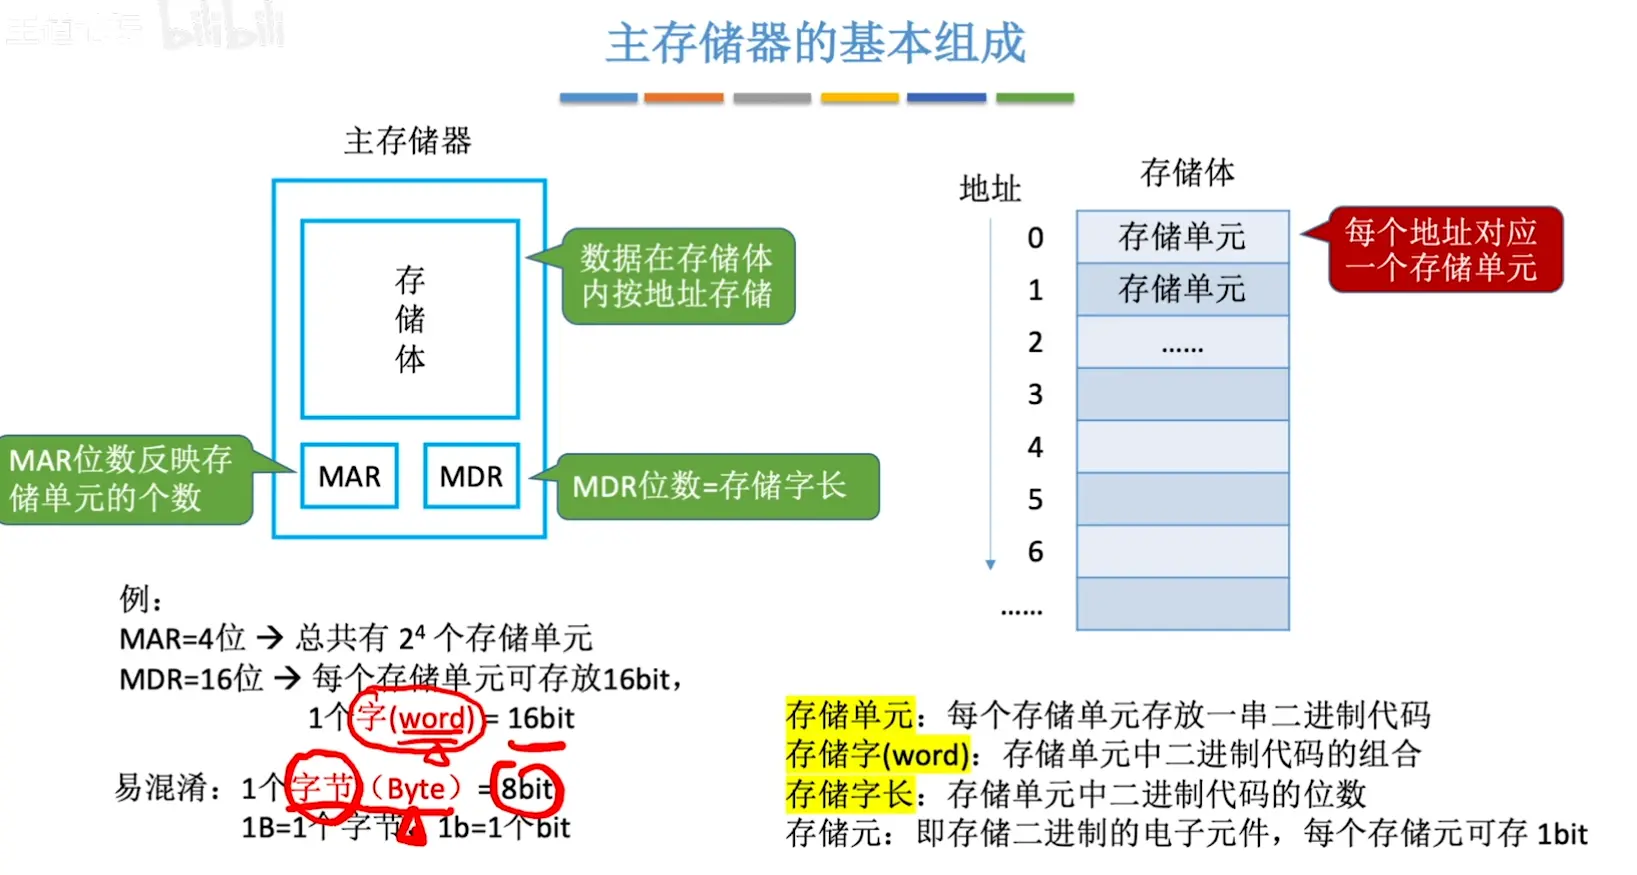 bilibili
主存储器的基本组成
主存储器
存
储
体
数据在存储体
内按地址存储
MAR位数反映存
储单元的个数
MAR
MDR
MDR位数=存储字长
例：
MAR=4位 → 总共有 2⁴ 个存储单元
MDR=16位 → 每个存储单元可存放16bit，
1个字(word) = 16bit
易混淆：1个字节（Byte）= 8bit
1B=1个字节 1b=1个bit
地址
存储体
0
存储单元
1
存储单元
2
......
3
4
5
6
......
每个地址对应
一个存储单元
存储单元：每个存储单元存放一串二进制代码
存储字(word)：存储单元中二进制代码的组合
存储字长：存储单元中二进制代码的位数
存储元：即存储二进制的电子元件，每个存储元可存 1bit